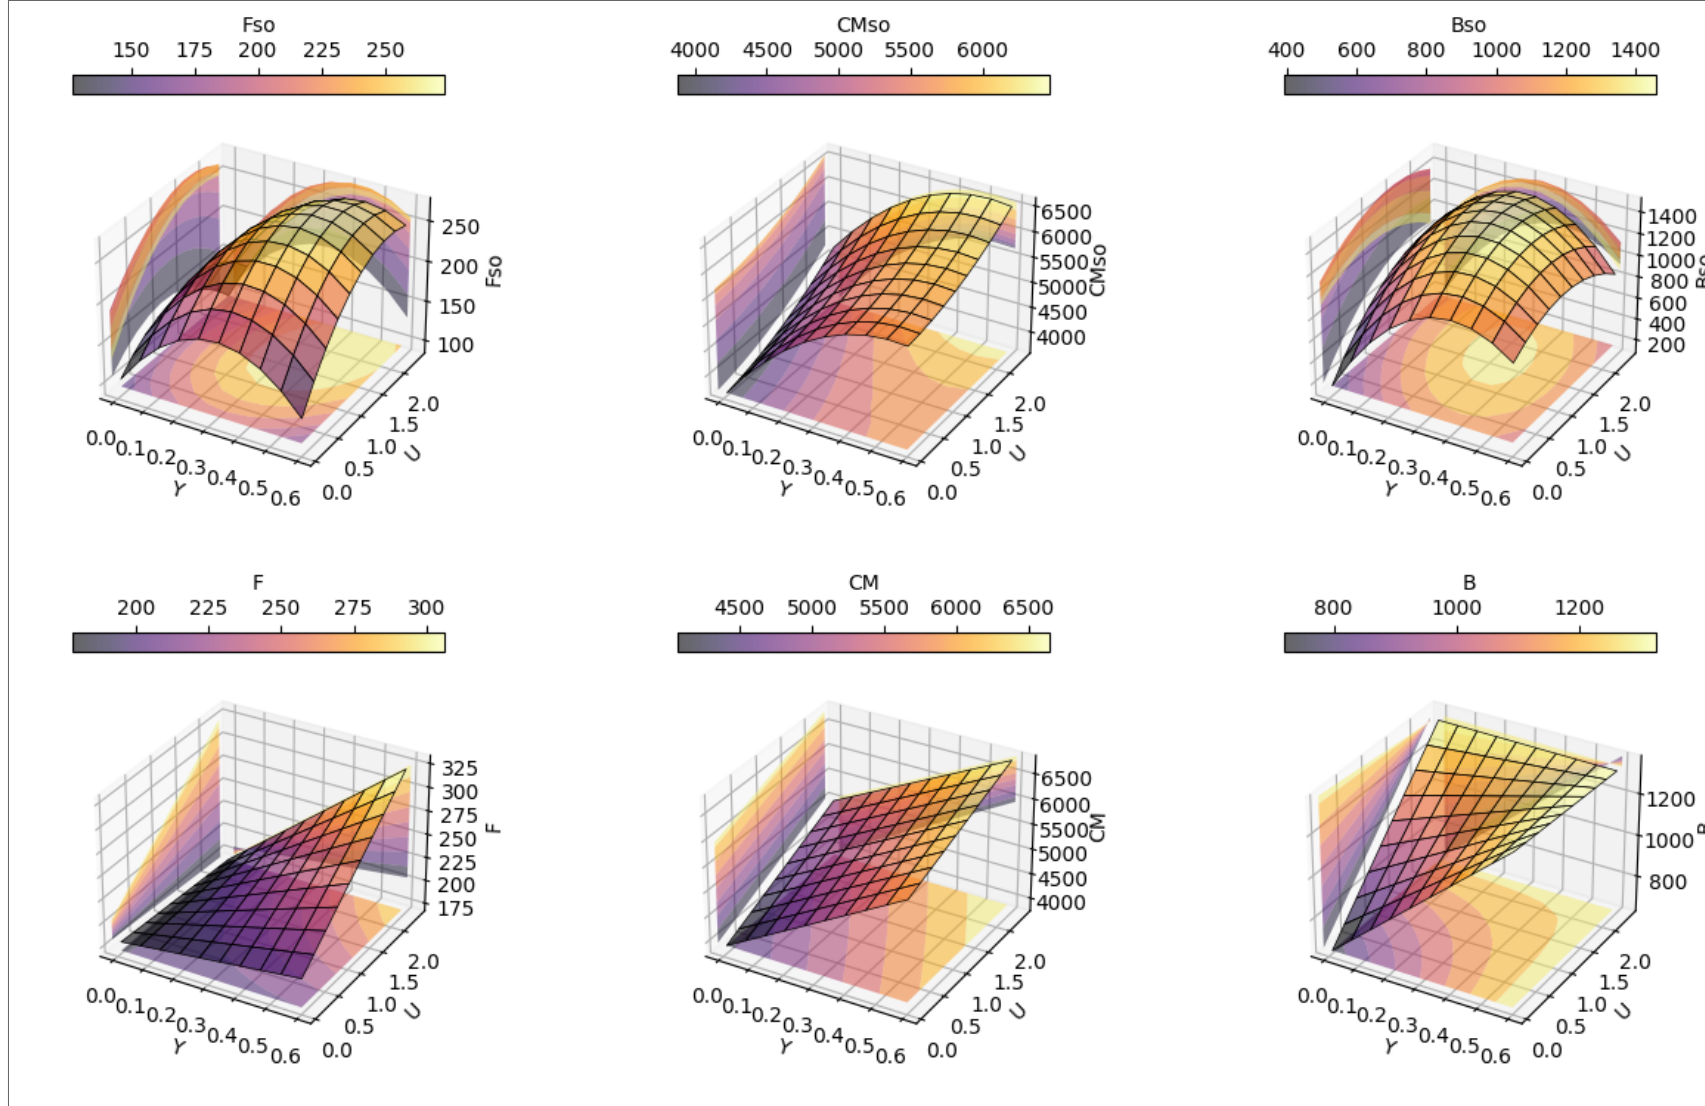 Fso
150 175 200 225 250
250
200
150
100
Fso
0.0 0.1 0.2 0.3 0.4 0.5 0.6
Y
0.0 0.5 1.0 1.5 2.0
U
CMso
4000 4500 5000 5500 6000
6500
6000
5500
5000
4500
4000
CMso
0.0 0.1 0.2 0.3 0.4 0.5 0.6
Y
0.0 0.5 1.0 1.5 2.0
U
Bso
400 600 800 1000 1200 1400
1400
1200
1000
800
600
400
200
Bso
0.0 0.1 0.2 0.3 0.4 0.5 0.6
Y
0.0 0.5 1.0 1.5 2.0
U
F
200 225 250 275 300
325
300
275
250
225
200
175
F
0.0 0.1 0.2 0.3 0.4 0.5 0.6
Y
0.0 0.5 1.0 1.5 2.0
U
CM
4500 5000 5500 6000 6500
6500
6000
5500
5000
4500
4000
CM
0.0 0.1 0.2 0.3 0.4 0.5 0.6
Y
0.0 0.5 1.0 1.5 2.0
U
B
800 1000 1200
1200
1000
800
B
0.0 0.1 0.2 0.3 0.4 0.5 0.6
Y
0.0 0.5 1.0 1.5 2.0
U